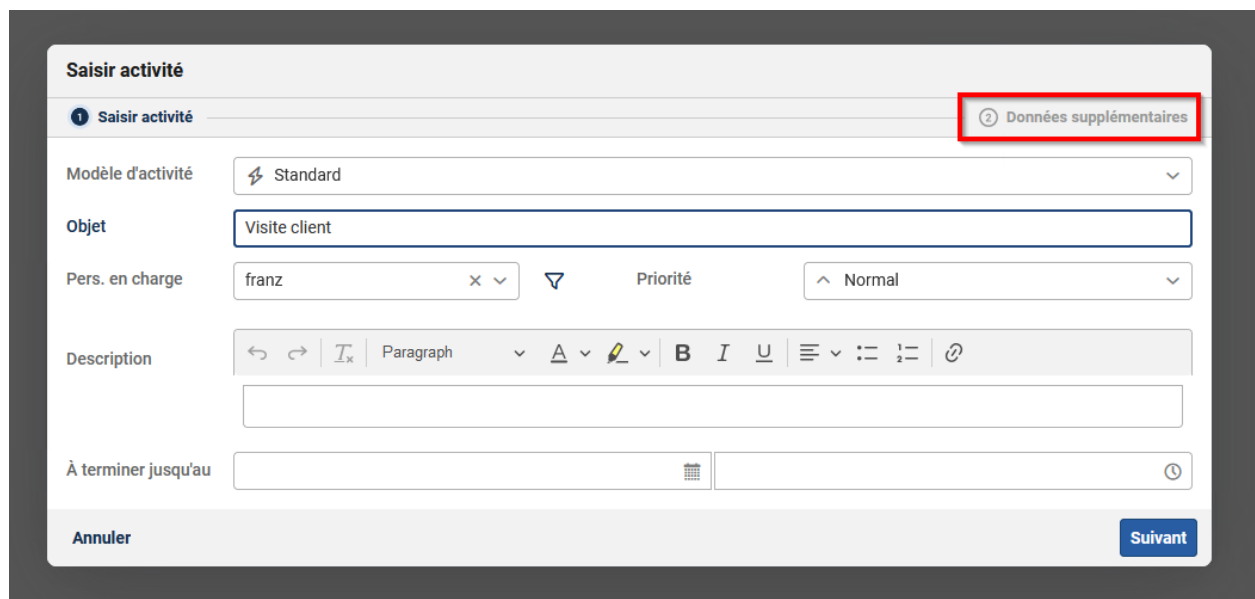 Saisir activité
1 Saisir activité
2 Données supplémentaires
Modèle d'activité Standard
Objet Visite client
Pers. en charge franz Priorité Normal
Description Paragraph A B I U
À terminer jusqu'au
Annuler Suivant